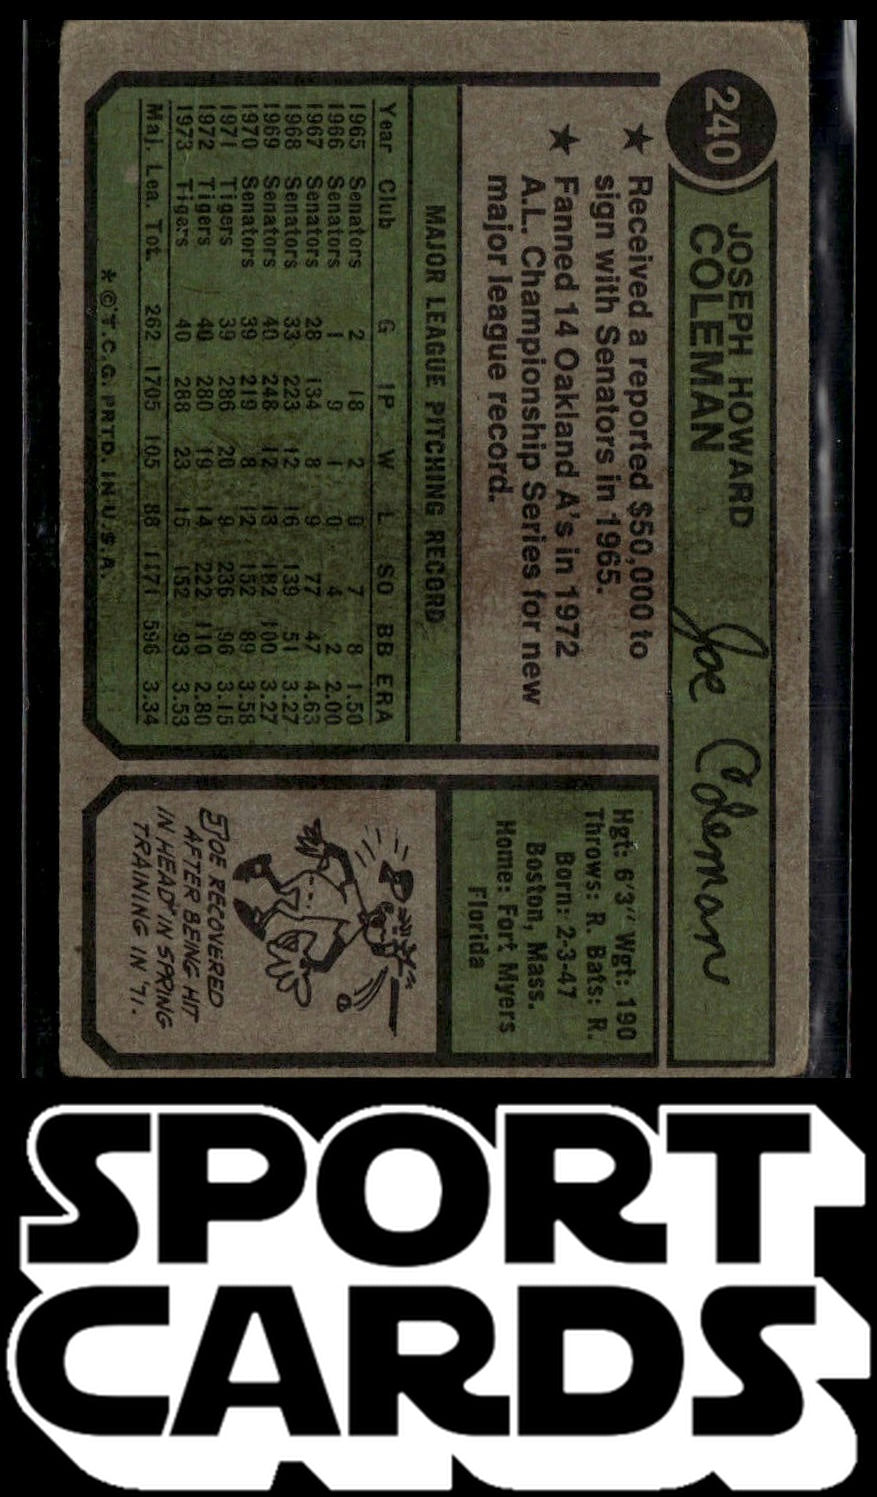 240
JOSEPH HOWARD
COLEMAN
Joe Coleman
★ Received a reported $50,000 to
sign with Senators in 1965.
★ Fanned 14 Oakland A's in 1972
A.L. Championship Series for new
major league record.
Hgt: 6'3" Wgt: 190
Throws: R. Bats: R.
Born: 2-3-47
Boston, Mass.
Home: Fort Myers
Florida
MAJOR LEAGUE PITCHING RECORD
Year Club G IP W L SO BB ERA
1965 Senators 2 18 2 0 7 8 1.50
1966 Senators 1 9 1 0 4 2 2.00
1967 Senators 28 134 8 9 77 47 4.63
1968 Senators 33 223 12 16 139 51 3.27
1969 Senators 40 248 12 13 182 100 3.27
1970 Senators 39 219 8 12 152 89 3.58
1971 Tigers 39 286 20 9 236 96 3.15
1972 Tigers 40 280 19 14 222 110 2.80
1973 Tigers 40 288 23 15 152 93 3.53
Maj. Lea. Tot. 262 1705 105 88 1171 596 3.34
* © T.C.G. PRTD. IN U.S.A.
JOE RECOVERED
AFTER BEING HIT
IN HEAD IN SPRING
TRAINING IN '71.
SPORT
CARDS